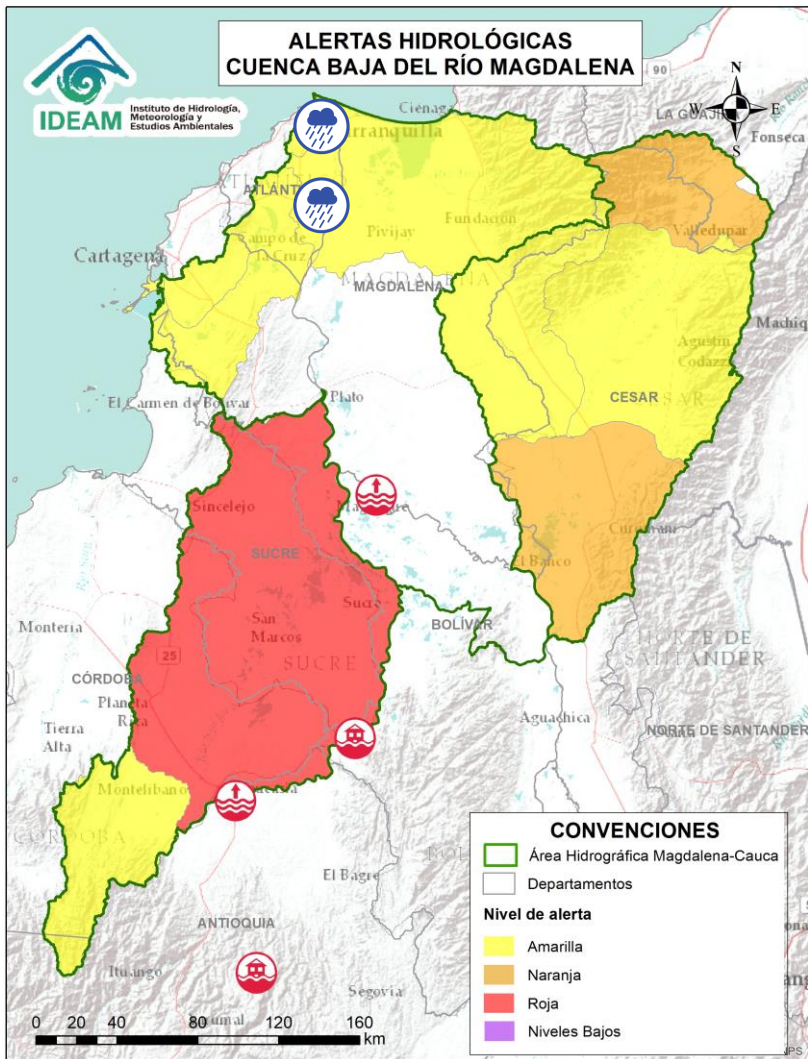 ALERTAS HIDROLÓGICAS
CUENCA BAJA DEL RÍO MAGDALENA
IDEAM
Instituto de Hidrología,
Meteorología y
Estudios Ambientales
90
N
W
E
S
Ciénaga
LA GUAJIRA
Fonseca
ATLÁNT
Valledupar
Fundación
Pivijay
Campo de
la Cruz
Cartagena
MAGDALENA
MAGDALENA
Agustín
Codazzi
CESAR
El Carmen de Bolívar
Plato
Sincelejo
SUCRE
Curumaní
El Banco
Sucre
San
Marcos
BOLÍVAR
Montería
25
SUCRE
NORTE DE
SANTANDER
CÓRDOBA
Planeta
Rica
Tierra
Alta
Aguachica
NORTE DE SANTANDER
Montelíbano
CÓRDOBA
El Bagre
ANTIOQUIA
Ituango
Segovia
0 20 40 80 120 160
km
CONVENCIONES
Área Hidrográfica Magdalena-Cauca
Departamentos
Nivel de alerta
Amarilla
Naranja
Roja
Niveles Bajos